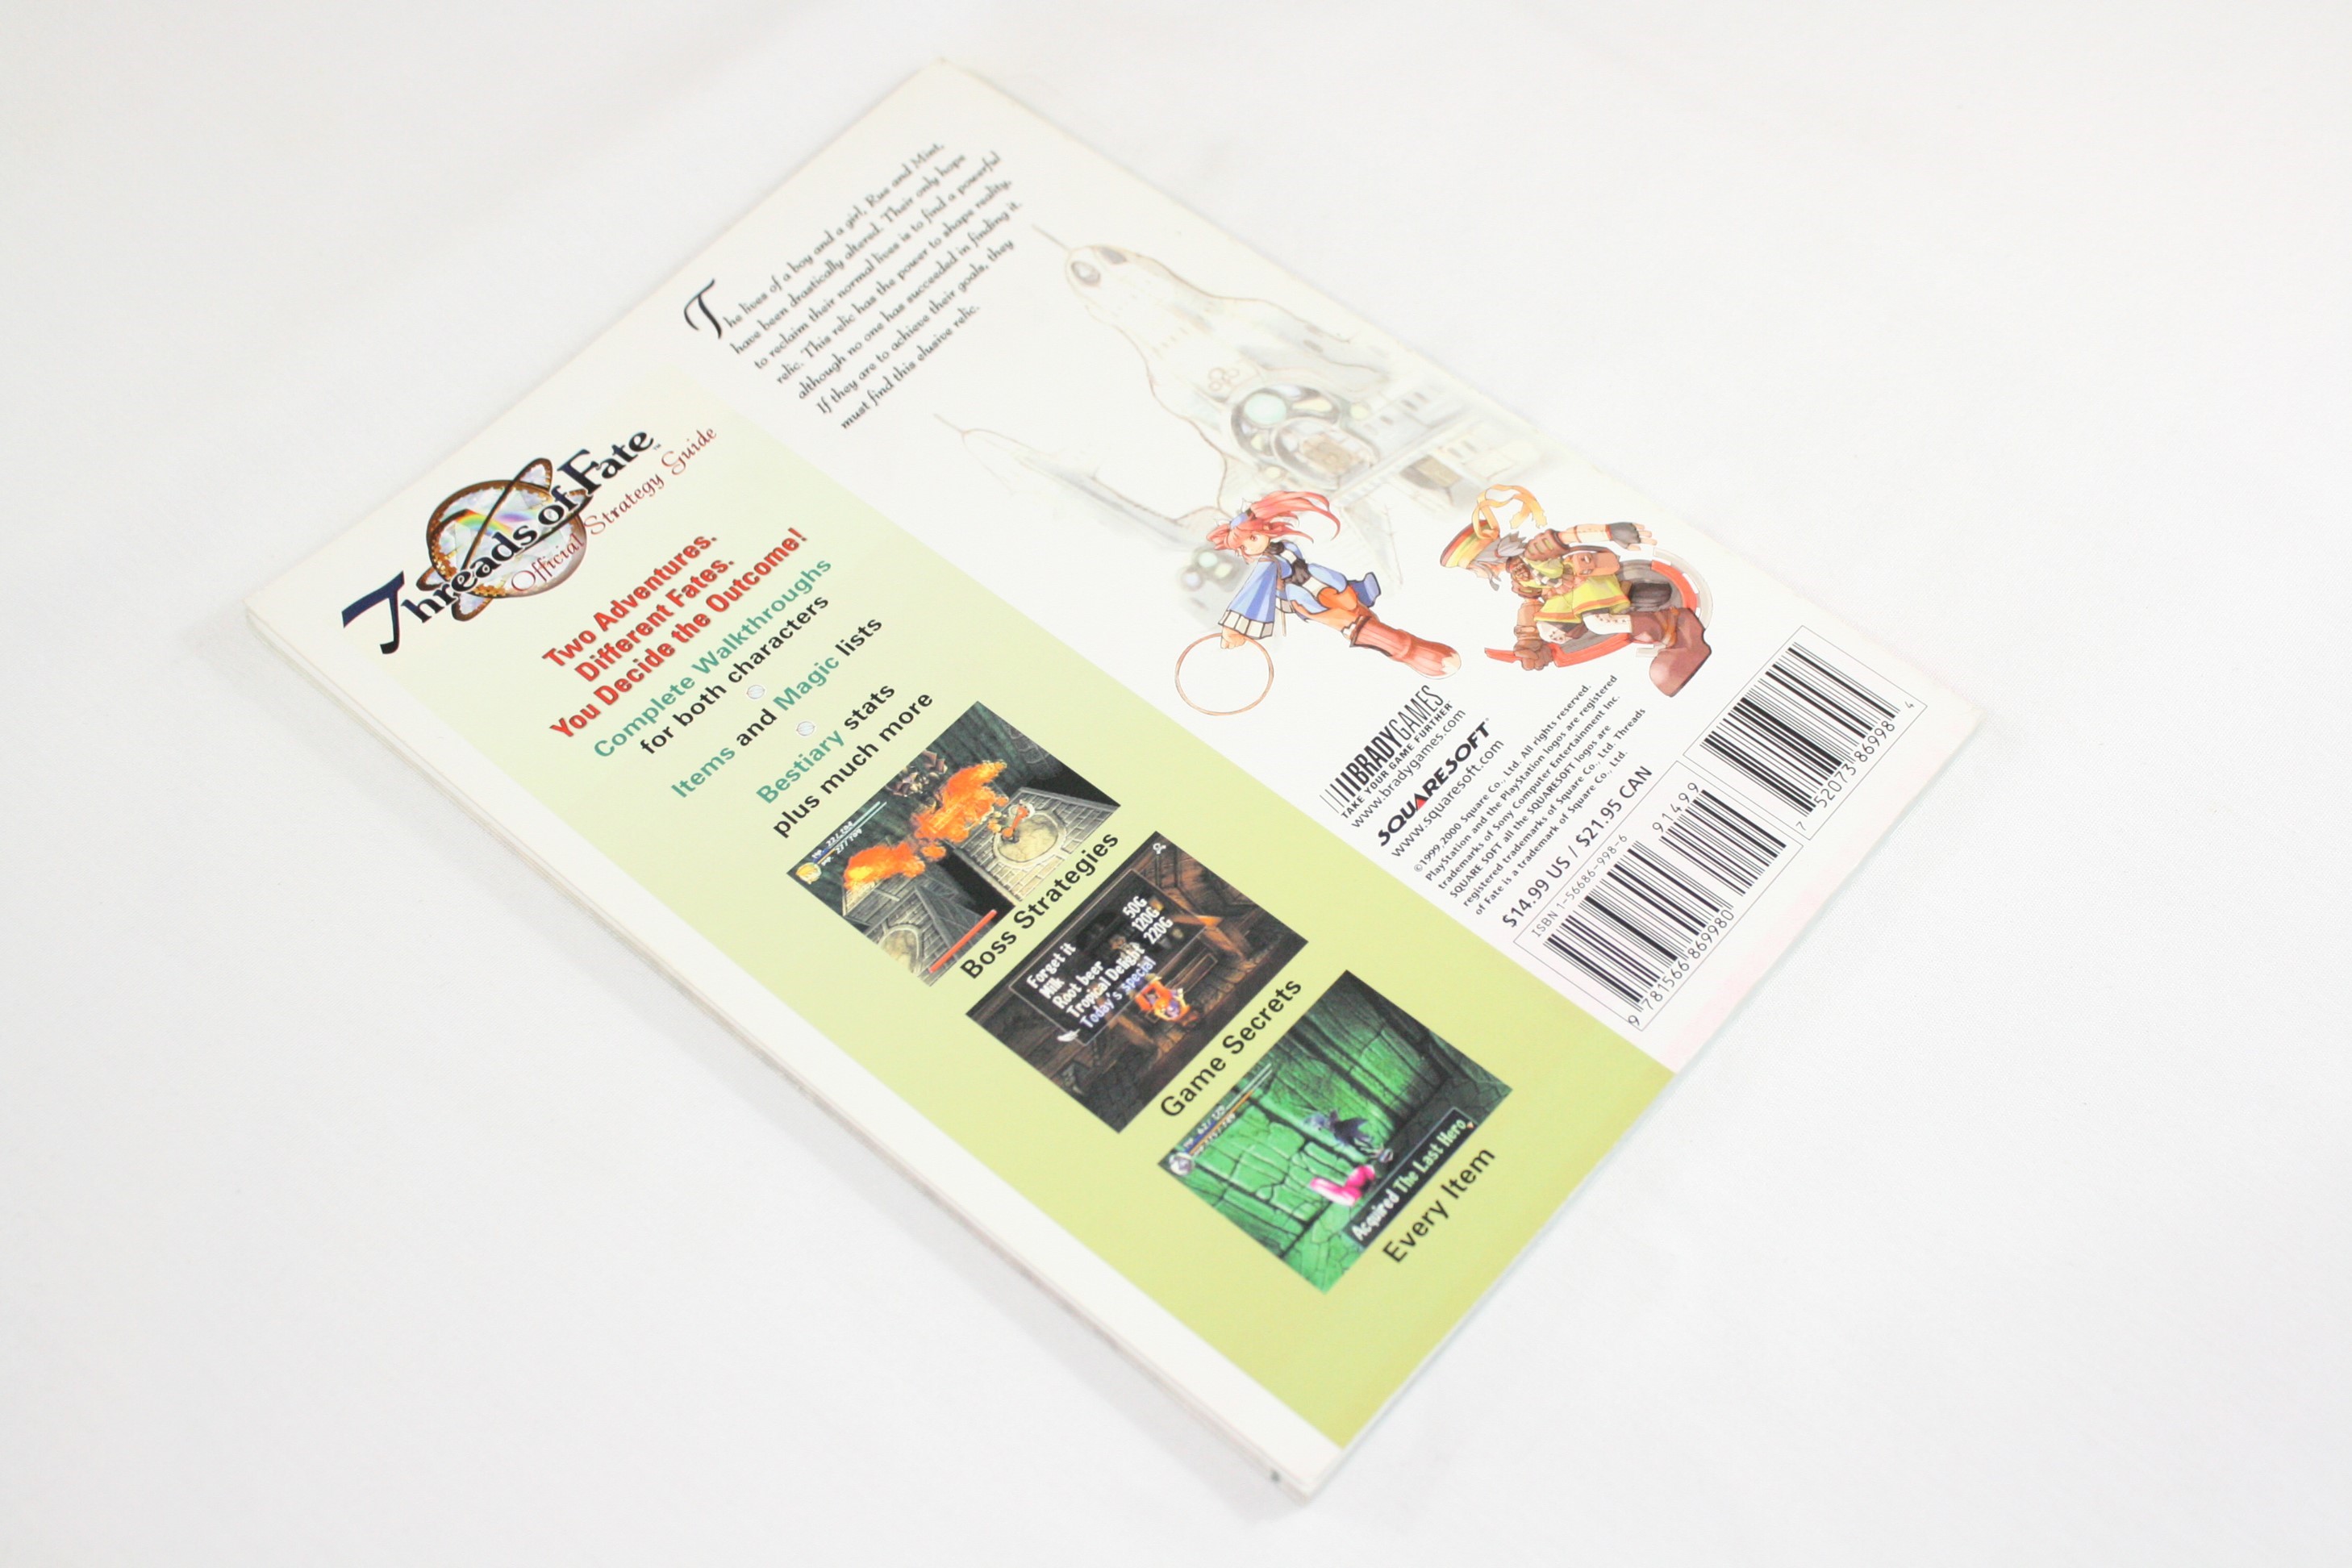 The lives of a boy and a girl, Rue and Mint,
have been drastically altered. Their only hope
to reclaim their normal lives is to find a powerful
relic. This relic has the power to shape reality,
although no one has succeeded in finding it.
If they are to achieve their goals, they
must find this elusive relic.
Threads of Fate™
Official Strategy Guide
Two Adventures.
Different Fates.
You Decide the Outcome!
Complete Walkthroughs
for both characters
Items and Magic lists
Bestiary stats
plus much more
Boss Strategies
Forget it
Milk 50G
Root beer 120G
Tropical Delight 220G
Today's special
Game Secrets
Acquired The Last Hero
Every Item
BRADYGAMES
TAKE YOUR GAME FURTHER
www.bradygames.com
SQUARESOFT®
www.squaresoft.com
©1999, 2000 Square Co., Ltd. All rights reserved.
PlayStation and the PlayStation logos are registered
trademarks of Sony Computer Entertainment Inc.
SQUARE SOFT all the SQUARESOFT logos are
registered trademarks of Square Co., Ltd. Threads
of Fate is a trademark of Square Co., Ltd.
$14.99 US / $21.95 CAN
ISBN 1-56686-998-6
91499
9 781566 869980
7 52073 86998 4